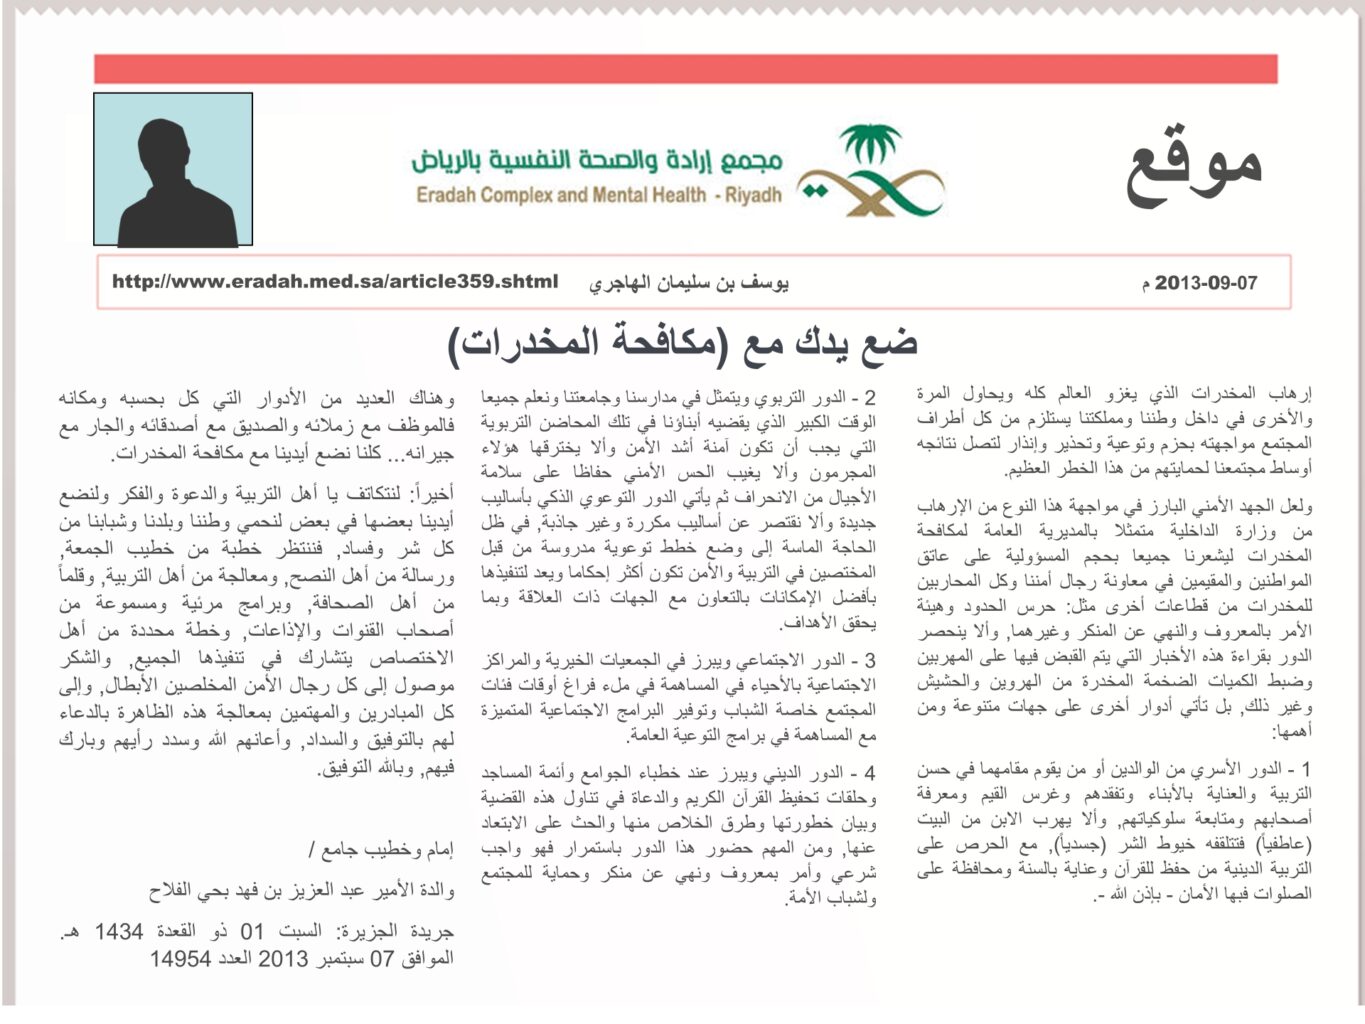 موقع
مجمع إرادة والصحة النفسية بالرياض
Eradah Complex and Mental Health - Riyadh
2013-09-07 م
يوسف بن سليمان الهاجري
http://www.eradah.med.sa/article359.shtml
ضع يدك مع (مكافحة المخدرات)
إرهاب المخدرات الذي يغزو العالم كله ويحاول المرة
والأخرى في داخل وطننا ومملكتنا يستلزم من كل أطراف
المجتمع مواجهته بحزم وتوعية وتحذير وإنذار لتصل نتائجه
أوساط مجتمعنا لحمايتهم من هذا الخطر العظيم.
ولعل الجهد الأمني البارز في مواجهة هذا النوع من الإرهاب
من وزارة الداخلية متمثلا بالمديرية العامة لمكافحة
المخدرات ليشعرنا جميعا بحجم المسؤولية على عاتق
المواطنين والمقيمين في معاونة رجال أمننا وكل المحاربين
للمخدرات من قطاعات أخرى مثل: حرس الحدود وهيئة
الأمر بالمعروف والنهي عن المنكر وغيرهما, وألا ينحصر
الدور بقراءة هذه الأخبار التي يتم القبض فيها على المهربين
وضبط الكميات الضخمة المخدرة من الهروين والحشيش
وغير ذلك, بل تأتي أدوار أخرى على جهات متنوعة ومن
أهمها:
1 - الدور الأسري من الوالدين أو من يقوم مقامهما في حسن
التربية والعناية بالأبناء وتفقدهم وغرس القيم ومعرفة
أصحابهم ومتابعة سلوكياتهم, وألا يهرب الابن من البيت
(عاطفياً) فتتلقفه خيوط الشر (جسدياً), مع الحرص على
التربية الدينية من حفظ للقرآن وعناية بالسنة ومحافظة على
الصلوات فبها الأمان - بإذن الله -.
2 - الدور التربوي ويتمثل في مدارسنا وجامعتنا ونعلم جميعا
الوقت الكبير الذي يقضيه أبناؤنا في تلك المحاضن التربوية
التي يجب أن تكون آمنة أشد الأمن وألا يخترقها هؤلاء
المجرمون وألا يغيب الحس الأمني حفاظا على سلامة
الأجيال من الانحراف ثم يأتي الدور التوعوي الذكي بأساليب
جديدة وألا نقتصر عن أساليب مكررة وغير جاذبة, في ظل
الحاجة الماسة إلى وضع خطط توعوية مدروسة من قبل
المختصين في التربية والأمن تكون أكثر إحكاما ويعد لتنفيذها
بأفضل الإمكانات بالتعاون مع الجهات ذات العلاقة وبما
يحقق الأهداف.
3 - الدور الاجتماعي ويبرز في الجمعيات الخيرية والمراكز
الاجتماعية بالأحياء في المساهمة في ملء فراغ أوقات فئات
المجتمع خاصة الشباب وتوفير البرامج الاجتماعية المتميزة
مع المساهمة في برامج التوعية العامة.
4 - الدور الديني ويبرز عند خطباء الجوامع وأئمة المساجد
وحلقات تحفيظ القرآن الكريم والدعاة في تناول هذه القضية
وبيان خطورتها وطرق الخلاص منها والحث على الابتعاد
عنها, ومن المهم حضور هذا الدور باستمرار فهو واجب
شرعي وأمر بمعروف ونهي عن منكر وحماية للمجتمع
ولشباب الأمة.
وهناك العديد من الأدوار التي كل بحسبه ومكانه
فالموظف مع زملائه والصديق مع أصدقائه والجار مع
جيرانه... كلنا نضع أيدينا مع مكافحة المخدرات.
أخيراً: لنتكاتف يا أهل التربية والدعوة والفكر ولنضع
أيدينا بعضها في بعض لنحمي وطننا وبلدنا وشبابنا من
كل شر وفساد, فننتظر خطبة من خطيب الجمعة,
ورسالة من أهل النصح, ومعالجة من أهل التربية, وقلماً
من أهل الصحافة, وبرامج مرئية ومسموعة من
أصحاب القنوات والإذاعات, وخطة محددة من أهل
الاختصاص يتشارك في تنفيذها الجميع, والشكر
موصول إلى كل رجال الأمن المخلصين الأبطال, وإلى
كل المبادرين والمهتمين بمعالجة هذه الظاهرة بالدعاء
لهم بالتوفيق والسداد, وأعانهم الله وسدد رأيهم وبارك
فيهم, وبالله التوفيق.
إمام وخطيب جامع /
والدة الأمير عبد العزيز بن فهد بحي الفلاح
جريدة الجزيرة: السبت 01 ذو القعدة 1434 هـ.
الموافق 07 سبتمبر 2013 العدد 14954